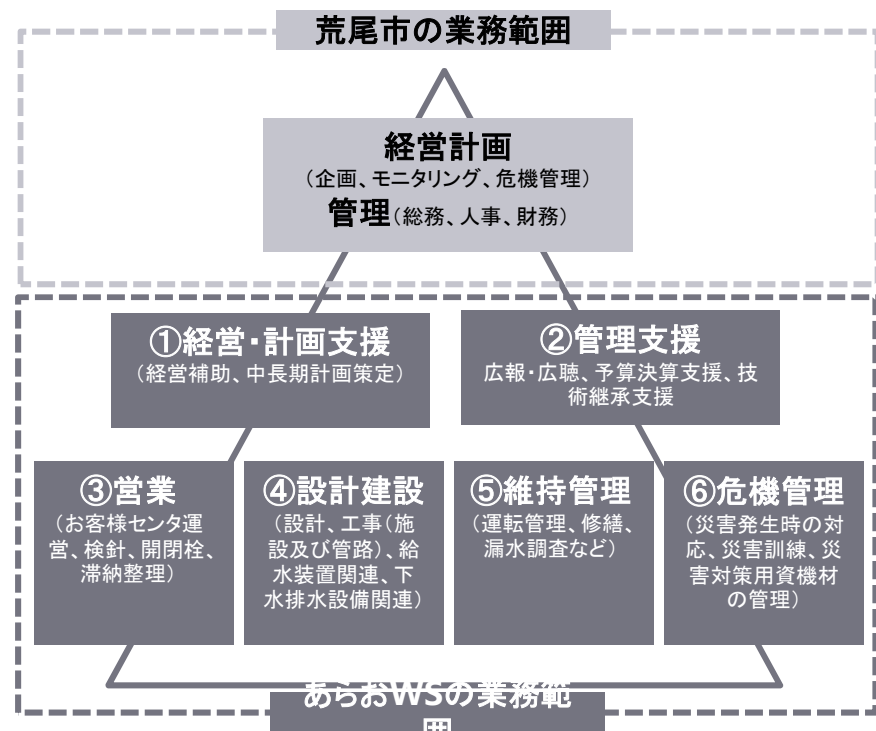 荒尾市の業務範囲
経営計画
（企画、モニタリング、危機管理）
管理（総務、人事、財務）
①経営・計画支援
（経営補助、中長期計画策定）
②管理支援
広報・広聴、予算決算支援、技
術継承支援
③営業
（お客様センタ運
営、検針、開閉栓、
滞納整理）
④設計建設
（設計、工事（施
設及び管路）、給
水装置関連、下
水排水設備関連）
⑤維持管理
（運転管理、修繕、
漏水調査など）
⑥危機管理
（災害発生時の対
応、災害訓練、災
害対策用資機材
の管理）
あらおWSの業務範
囲